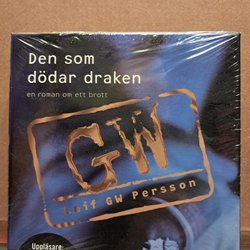 Den som
dödar draken
en roman om ett brott
GW
Leif GW Persson
Uppläsare: